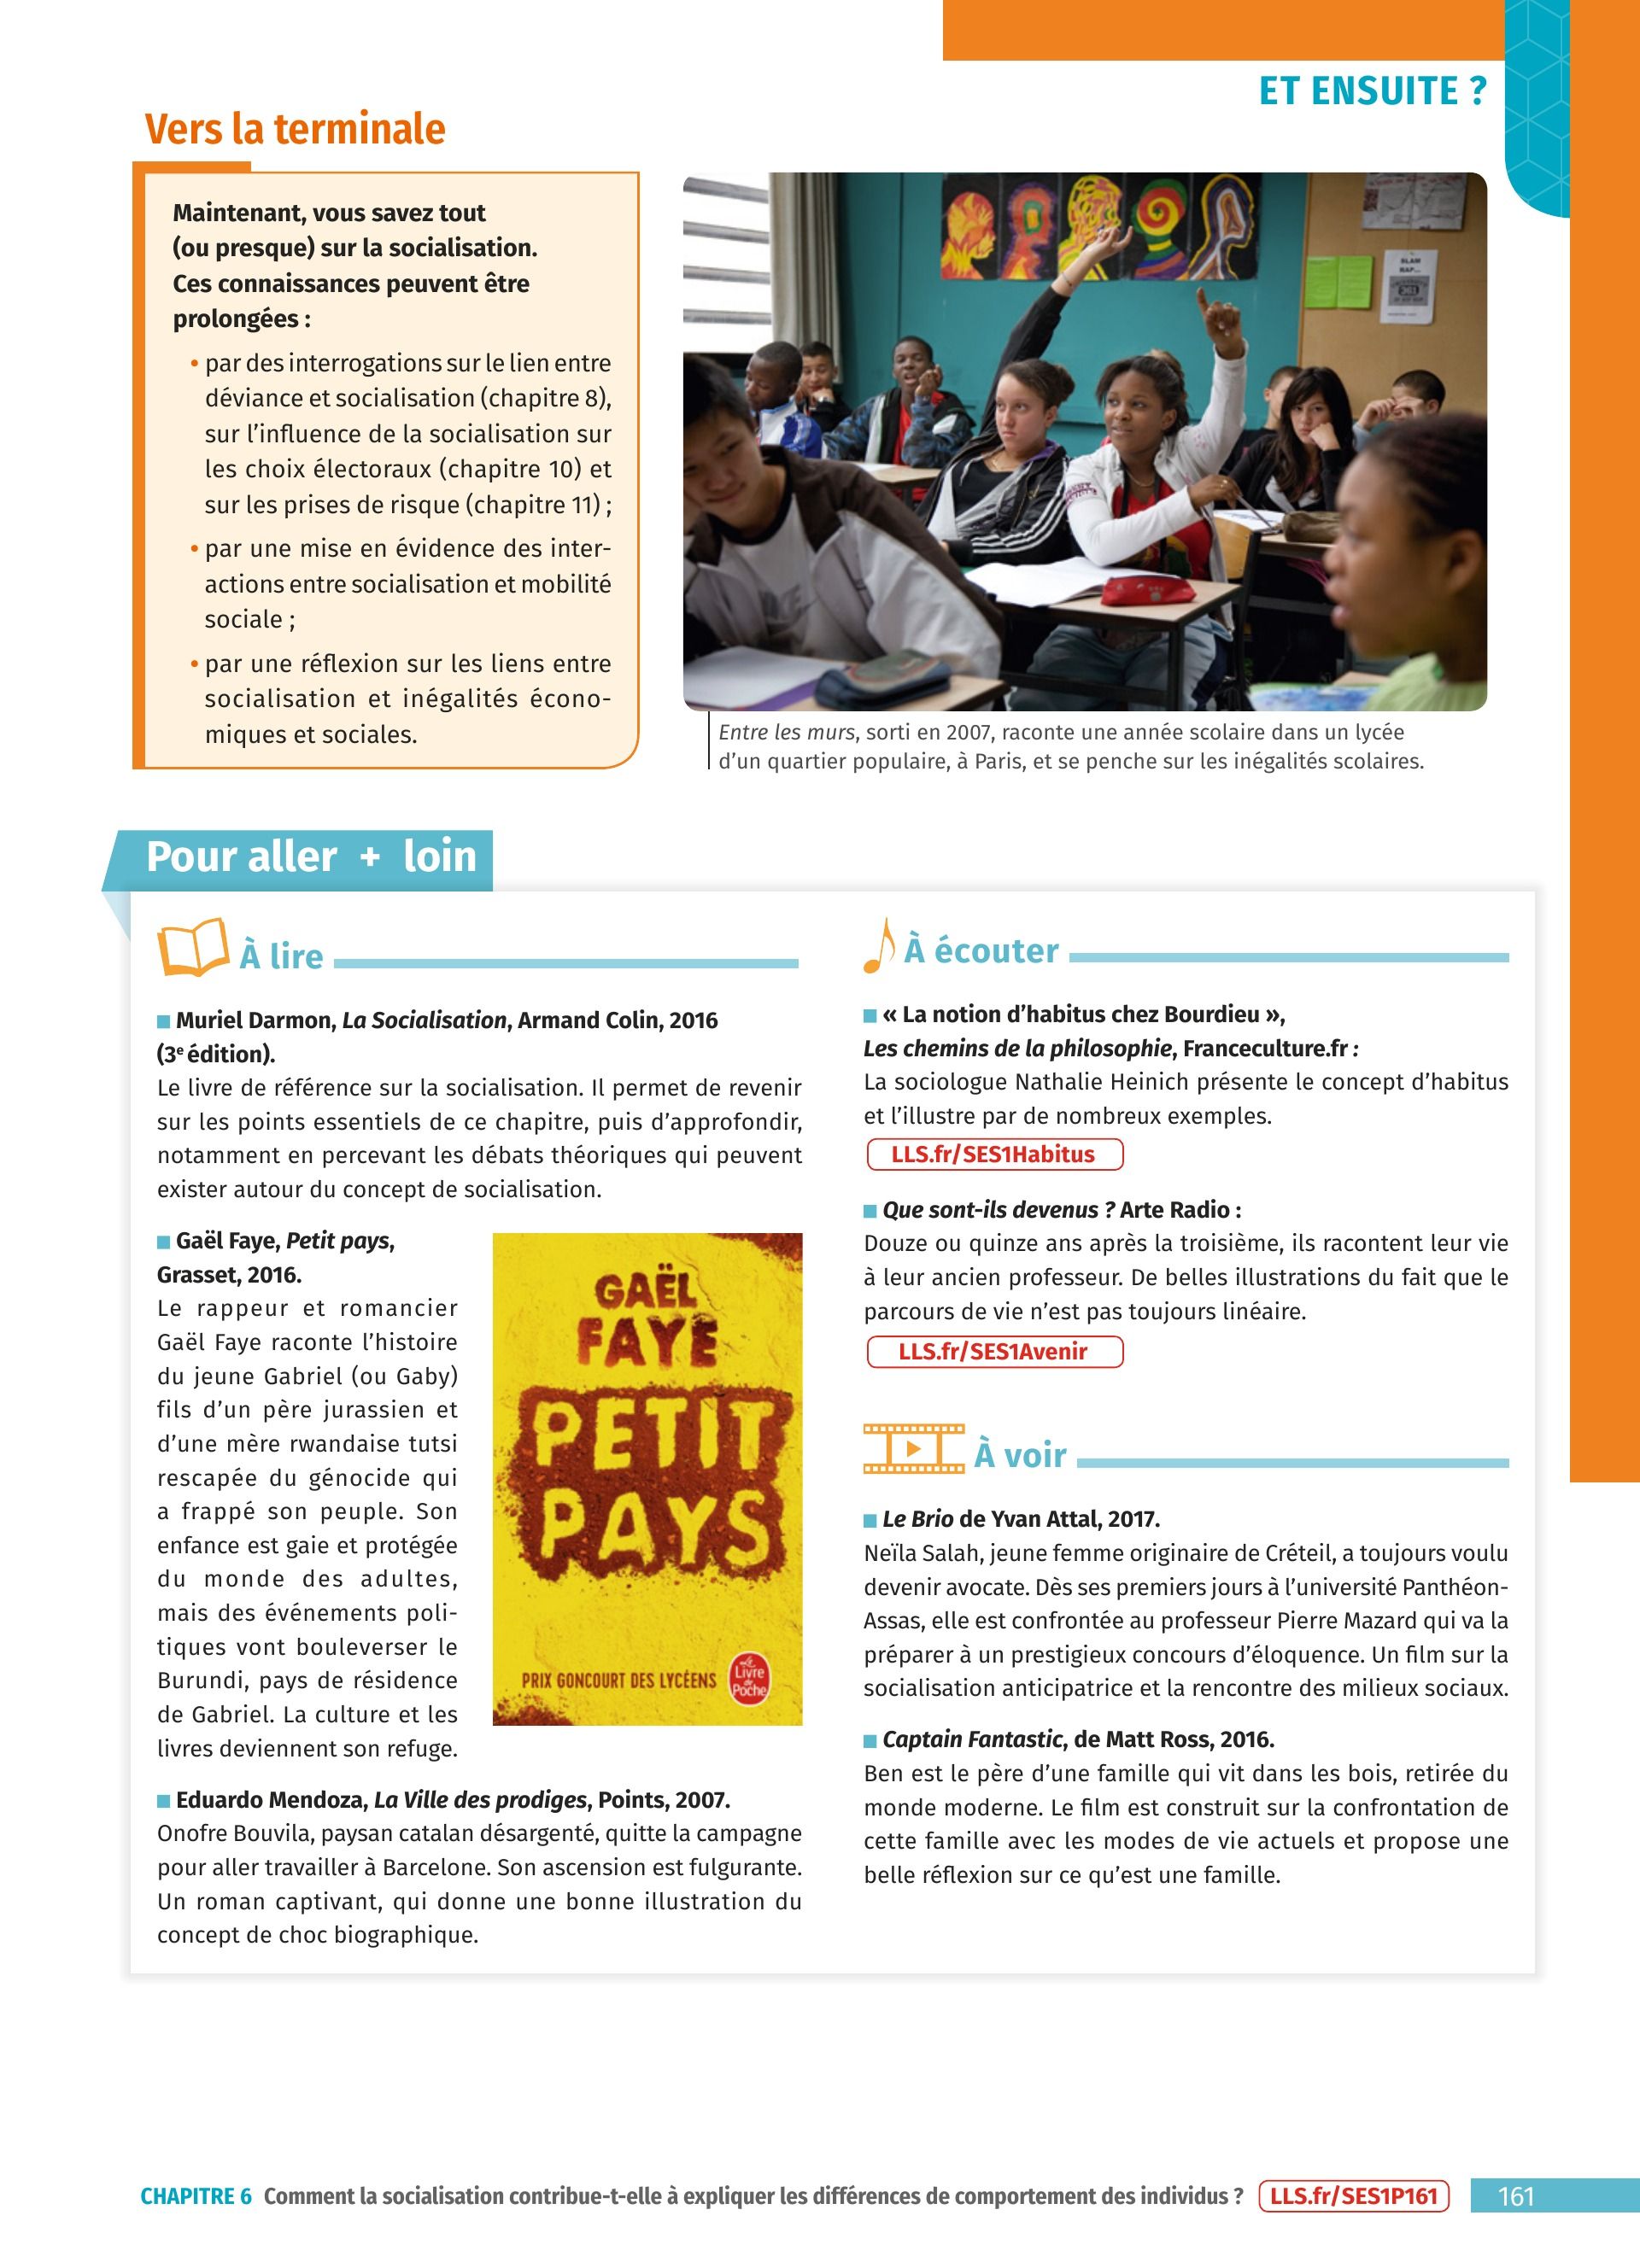 ET ENSUITE ?
Vers la terminale
Maintenant, vous savez tout
(ou presque) sur la socialisation.
Ces connaissances peuvent être
prolongées :
• par des interrogations sur le lien entre
déviance et socialisation (chapitre 8),
sur l'influence de la socialisation sur
les choix électoraux (chapitre 10) et
sur les prises de risque (chapitre 11) ;
• par une mise en évidence des inter-
actions entre socialisation et mobilité
sociale ;
• par une réflexion sur les liens entre
socialisation et inégalités écono-
miques et sociales.
SLAM
RAP...
361
Entre les murs, sorti en 2007, raconte une année scolaire dans un lycée
d'un quartier populaire, à Paris, et se penche sur les inégalités scolaires.
Pour aller + loin
À lire
Muriel Darmon, La Socialisation, Armand Colin, 2016
(3e édition).
Le livre de référence sur la socialisation. Il permet de revenir
sur les points essentiels de ce chapitre, puis d'approfondir,
notamment en percevant les débats théoriques qui peuvent
exister autour du concept de socialisation.
Gaël Faye, Petit pays,
Grasset, 2016.
Le rappeur et romancier
Gaël Faye raconte l'histoire
du jeune Gabriel (ou Gaby)
fils d'un père jurassien et
d'une mère rwandaise tutsi
rescapée du génocide qui
a frappé son peuple. Son
enfance est gaie et protégée
du monde des adultes,
mais des événements poli-
tiques vont bouleverser le
Burundi, pays de résidence
de Gabriel. La culture et les
livres deviennent son refuge.
GAËL
FAYE
PETIT
PAYS
PRIX GONCOURT DES LYCÉENS
Le
Livre
de
Poche
Eduardo Mendoza, La Ville des prodiges, Points, 2007.
Onofre Bouvila, paysan catalan désargenté, quitte la campagne
pour aller travailler à Barcelone. Son ascension est fulgurante.
Un roman captivant, qui donne une bonne illustration du
concept de choc biographique.
À écouter
« La notion d'habitus chez Bourdieu »,
Les chemins de la philosophie, Franceculture.fr :
La sociologue Nathalie Heinich présente le concept d'habitus
et l'illustre par de nombreux exemples.
LLS.fr/SES1Habitus
Que sont-ils devenus ? Arte Radio :
Douze ou quinze ans après la troisième, ils racontent leur vie
à leur ancien professeur. De belles illustrations du fait que le
parcours de vie n'est pas toujours linéaire.
LLS.fr/SES1Avenir
À voir
Le Brio de Yvan Attal, 2017.
Neïla Salah, jeune femme originaire de Créteil, a toujours voulu
devenir avocate. Dès ses premiers jours à l'université Panthéon-
Assas, elle est confrontée au professeur Pierre Mazard qui va la
préparer à un prestigieux concours d'éloquence. Un film sur la
socialisation anticipatrice et la rencontre des milieux sociaux.
Captain Fantastic, de Matt Ross, 2016.
Ben est le père d'une famille qui vit dans les bois, retirée du
monde moderne. Le film est construit sur la confrontation de
cette famille avec les modes de vie actuels et propose une
belle réflexion sur ce qu'est une famille.
CHAPITRE 6 Comment la socialisation contribue-t-elle à expliquer les différences de comportement des individus ? LLS.fr/SES1P161 161